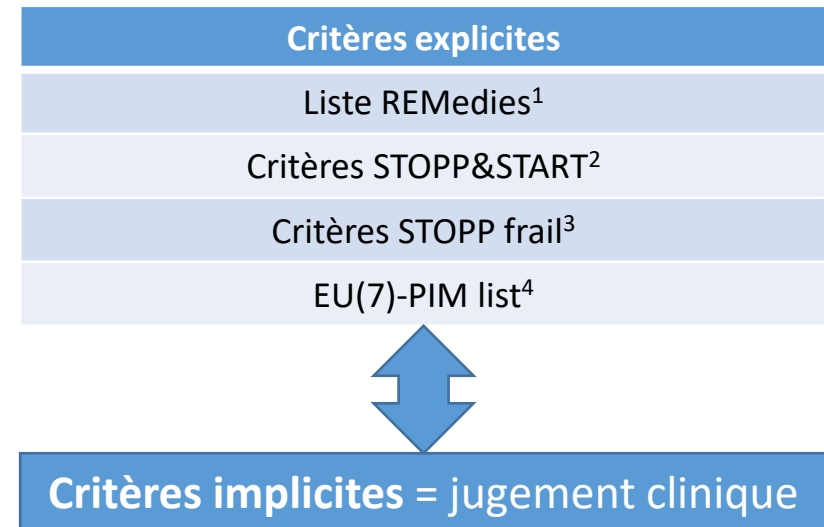 Critères explicites
Liste REMedies¹
Critères STOPP&START²
Critères STOPP frail³
EU(7)-PIM list⁴
Critères implicites = jugement clinique